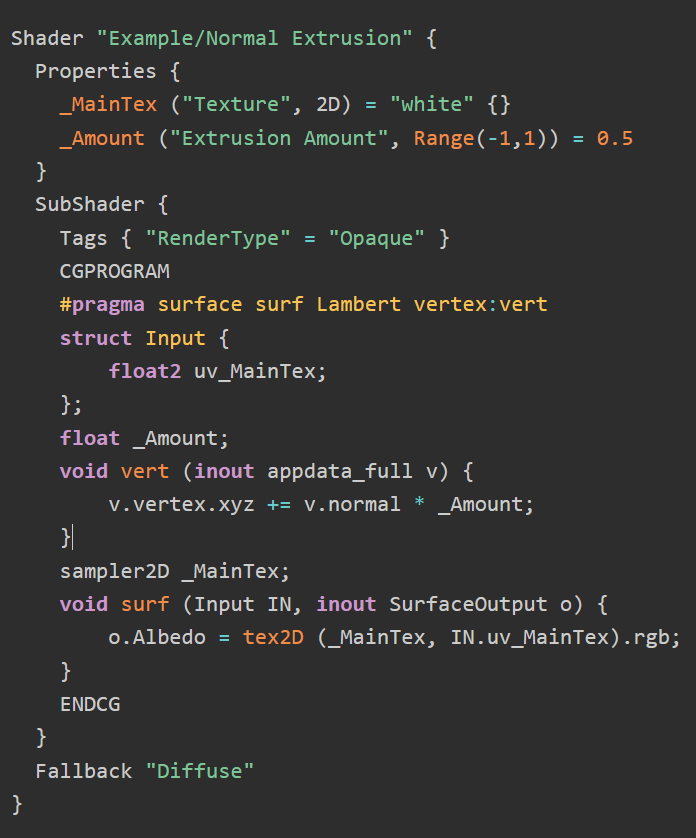 Shader "Example/Normal Extrusion" {
  Properties {
    _MainTex ("Texture", 2D) = "white" {}
    _Amount ("Extrusion Amount", Range(-1,1)) = 0.5
  }
  SubShader {
    Tags { "RenderType" = "Opaque" }
    CGPROGRAM
    #pragma surface surf Lambert vertex:vert
    struct Input {
        float2 uv_MainTex;
    };
    float _Amount;
    void vert (inout appdata_full v) {
        v.vertex.xyz += v.normal * _Amount;
    }
    sampler2D _MainTex;
    void surf (Input IN, inout SurfaceOutput o) {
        o.Albedo = tex2D (_MainTex, IN.uv_MainTex).rgb;
    }
    ENDCG
  }
  Fallback "Diffuse"
}